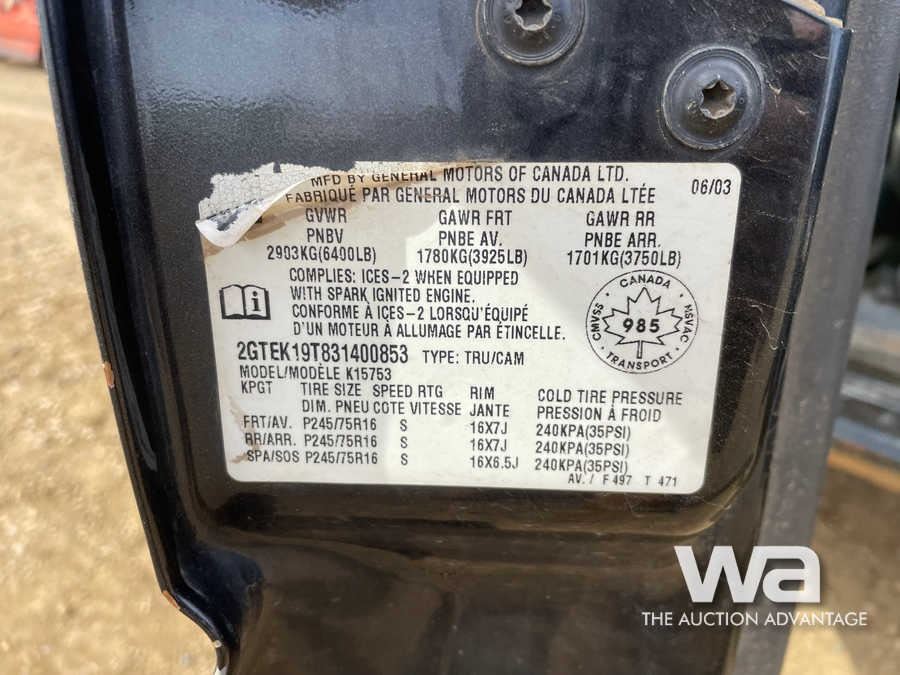 MFD BY GENERAL MOTORS OF CANADA LTD.
FABRIQUÉ PAR GENERAL MOTORS DU CANADA LTÉE
06/03
GVWR GAWR FRT GAWR RR
PNBV PNBE AV. PNBE ARR.
2903KG(6400LB) 1780KG(3925LB) 1701KG(3750LB)
COMPLIES: ICES-2 WHEN EQUIPPED
WITH SPARK IGNITED ENGINE.
CONFORME À ICES-2 LORSQU'ÉQUIPÉ
D'UN MOTEUR À ALLUMAGE PAR ÉTINCELLE.
CANADA
CMVSS 985 NSVAC
TRANSPORT
2GTEK19T831400853 TYPE: TRU/CAM
MODEL/MODÈLE K15753
KPGT TIRE SIZE SPEED RTG RIM COLD TIRE PRESSURE
DIM. PNEU COTE VITESSE JANTE PRESSION À FROID
FRT/AV. P245/75R16 S 16X7J 240KPA(35PSI)
RR/ARR. P245/75R16 S 16X7J 240KPA(35PSI)
SPA/SOS P245/75R16 S 16X6.5J 240KPA(35PSI)
AV. / F 497 T 471
wa
THE AUCTION ADVANTAGE